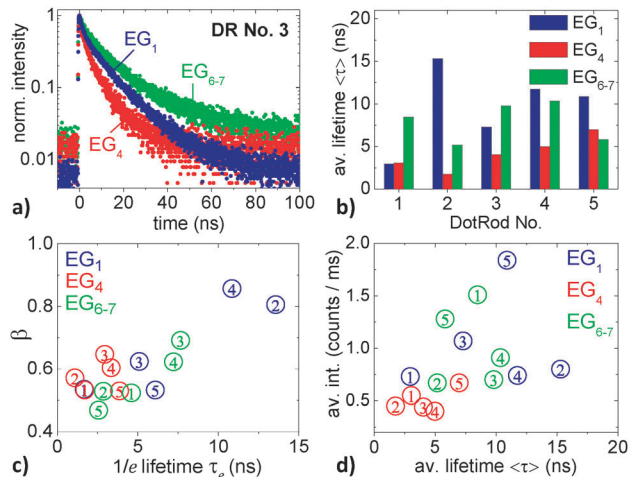 DR No. 3
EG1
EG6-7
EG4
norm. intensity
1
0.1
0.01
0 20 40 60 80 100
time (ns)
a)
EG1
EG4
EG6-7
av. lifetime <τ> (ns)
20
15
10
5
0
1 2 3 4 5
DotRod No.
b)
EG1
EG4
EG6-7
β
1.0
0.8
0.6
0.4
4
2
3
4
3
3
4
2
1
2
5
1
5
5
0 5 10 15
1/e lifetime τe (ns)
c)
EG1
EG4
EG6-7
av. int. (counts / ms)
2.0
1.5
1.0
0.5
5
1
5
3
4
2
1
4
2
5
3
1
2
3
4
0 5 10 15 20
av. lifetime <τ> (ns)
d)